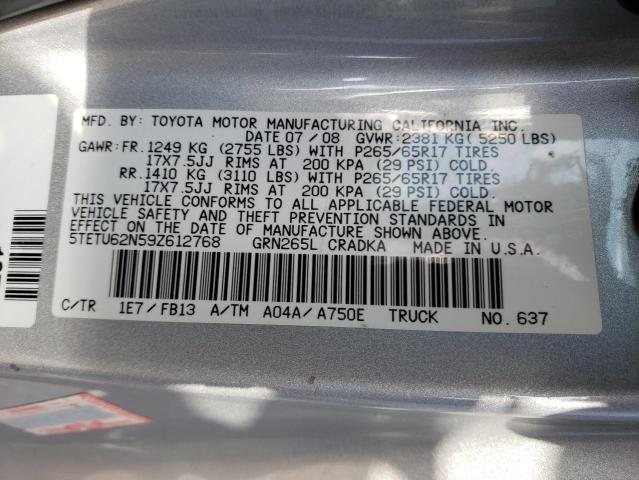 MFD. BY: TOYOTA MOTOR MANUFACTURING CALIFORNIA INC.
DATE 07/08 GVWR:2381 KG( 5250 LBS)
GAWR:FR. 1249 KG (2755 LBS) WITH P265/65R17 TIRES
17X7.5JJ RIMS AT 200 KPA (29 PSI) COLD.
RR. 1410 KG (3110 LBS) WITH P265/65R17 TIRES
17X7.5JJ RIMS AT 200 KPA (29 PSI) COLD.
THIS VEHICLE CONFORMS TO ALL APPLICABLE FEDERAL MOTOR
VEHICLE SAFETY AND THEFT PREVENTION STANDARDS IN
EFFECT ON THE DATE OF MANUFACTURE SHOWN ABOVE.
5TETU62N59Z612768 GRN265L CRADKA MADE IN U.S.A.
C/TR 1E7/FB13 A/TM A04A/A750E TRUCK NO. 637